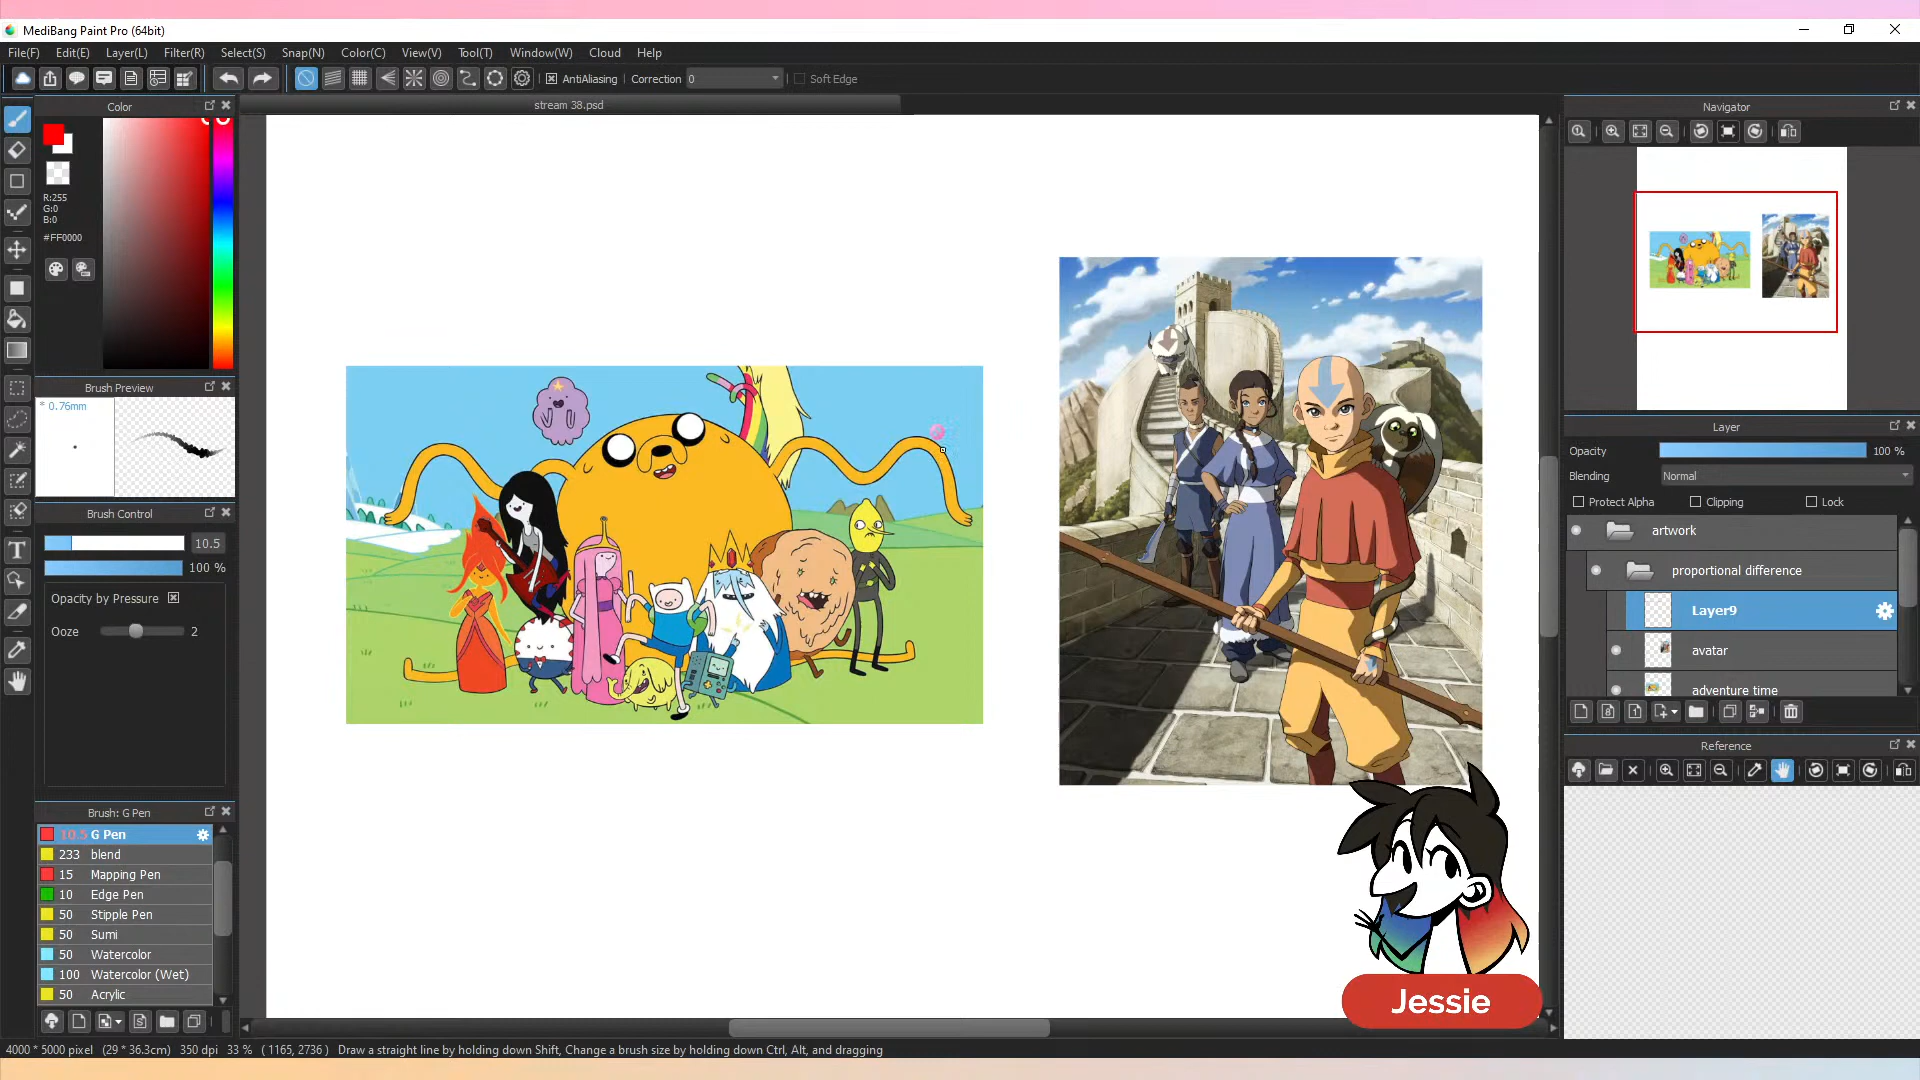 MediBang Paint Pro (64bit)
File(F) Edit(E) Layer(L) Filter(R) Select(S) Snap(N) Color(C) View(V) Tool(T) Window(W) Cloud Help
AntiAliasing Correction 0 Soft Edge
Color
stream 38.psd
Navigator
R:255
G:0
B:0
#FF0000
Brush Preview
* 0.76mm
Brush Control
10.5
100 %
Opacity by Pressure
Ooze 2
Brush: G Pen
10.5 G Pen
233 blend
15 Mapping Pen
10 Edge Pen
50 Stipple Pen
50 Sumi
50 Watercolor
100 Watercolor (Wet)
50 Acrylic
Layer
Opacity 100 %
Blending Normal
Protect Alpha Clipping Lock
artwork
proportional difference
Layer9
avatar
adventure time
Reference
Jessie
4000 * 5000 pixel (29 * 36.3cm) 350 dpi 33 % ( 1165, 2736 ) Draw a straight line by holding down Shift, Change a brush size by holding down Ctrl, Alt, and dragging